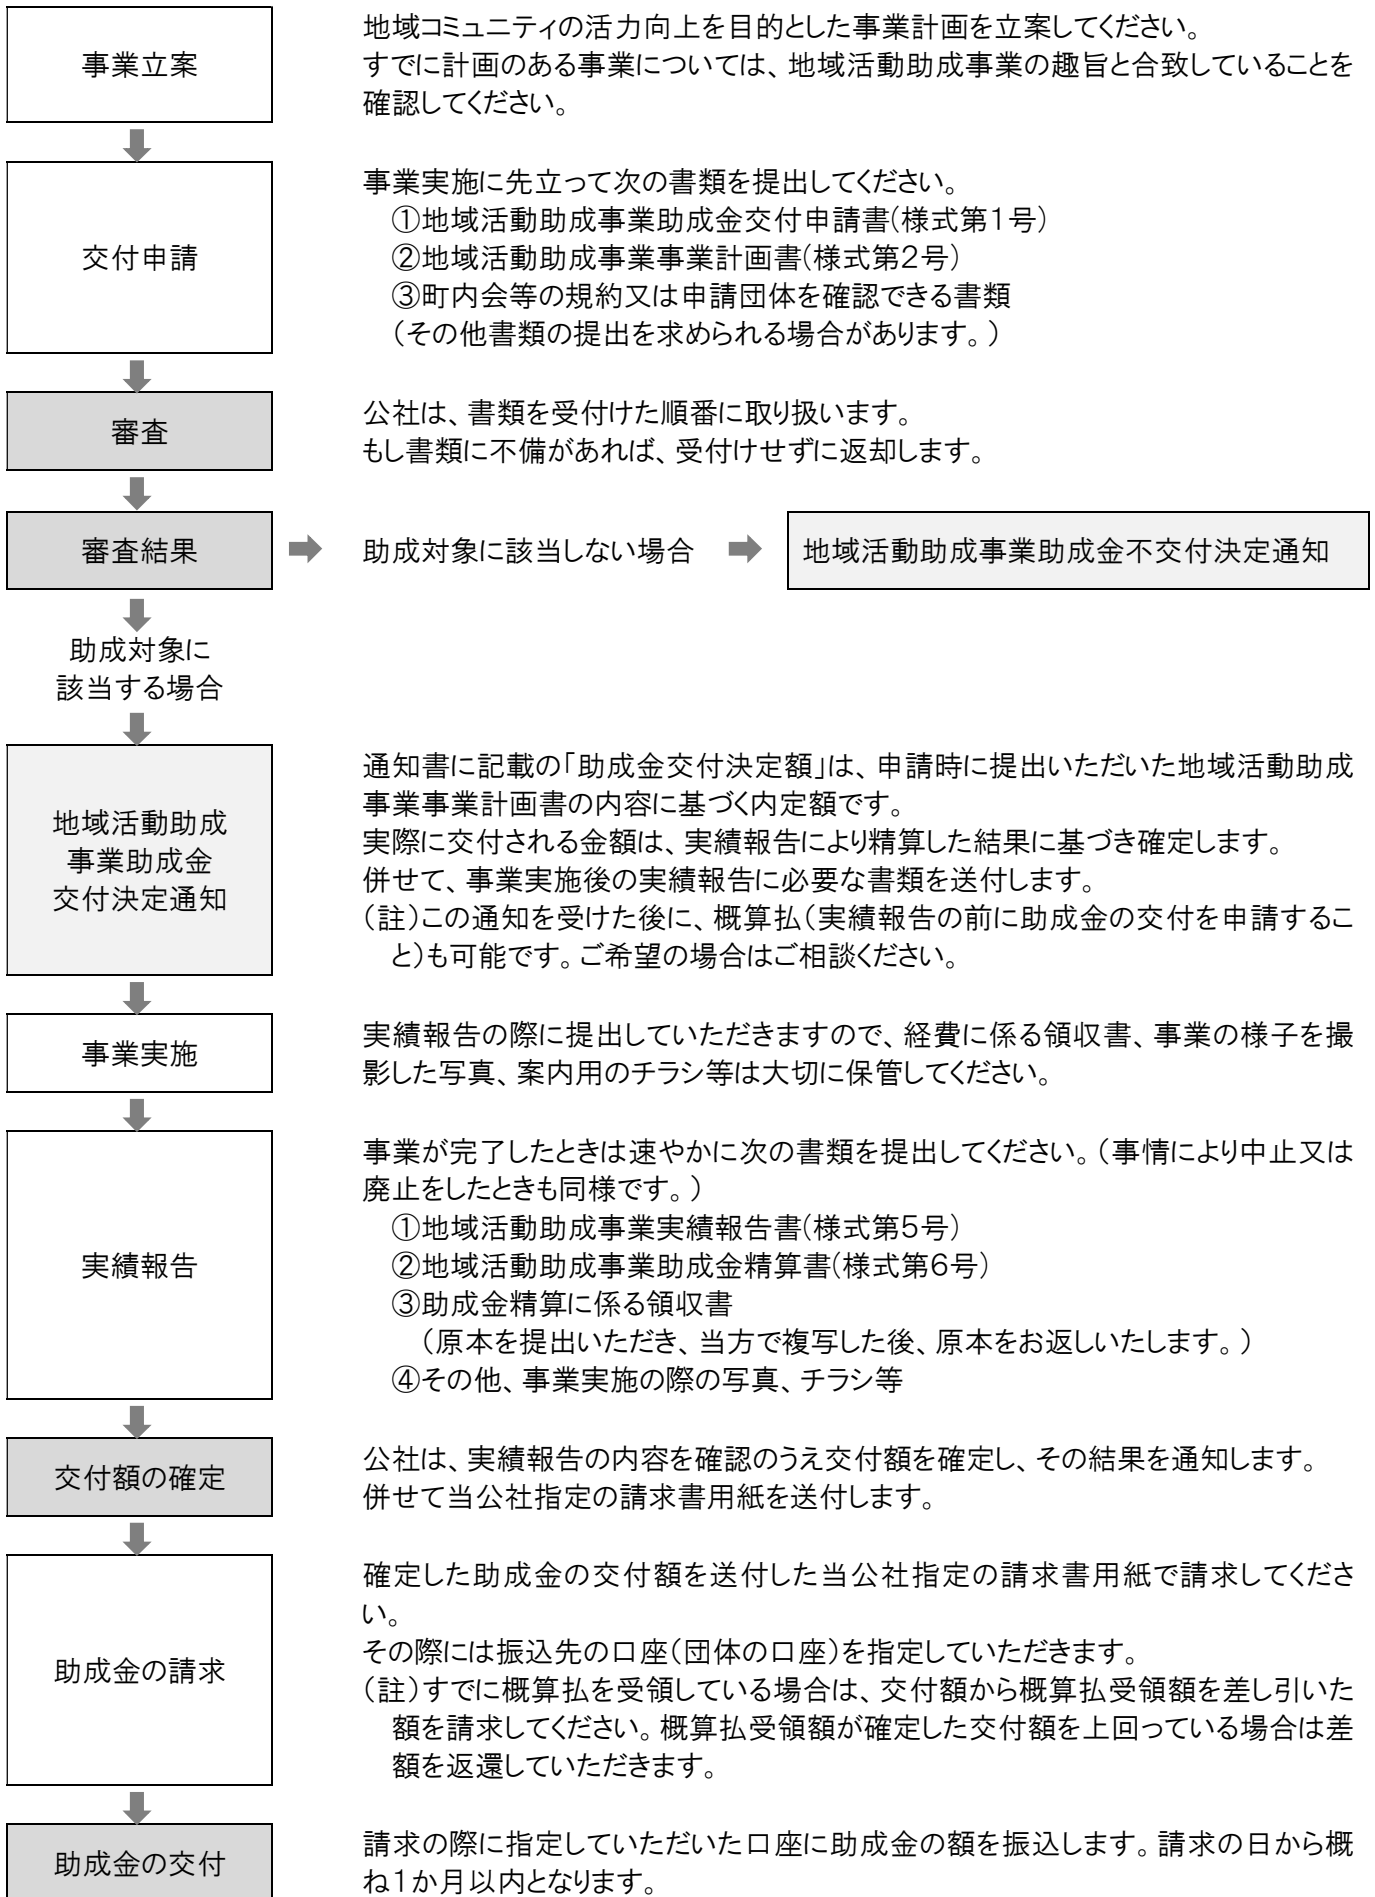 事業立案
地域コミュニティの活力向上を目的とした事業計画を立案してください。
すでに計画のある事業については、地域活動助成事業の趣旨と合致していることを
確認してください。
交付申請
事業実施に先立って次の書類を提出してください。
①地域活動助成事業助成金交付申請書(様式第1号)
②地域活動助成事業事業計画書(様式第2号)
③町内会等の規約又は申請団体を確認できる書類
（その他書類の提出を求められる場合があります。）
審査
公社は、書類を受付けた順番に取り扱います。
もし書類に不備があれば、受付けせずに返却します。
審査結果
助成対象に該当しない場合
地域活動助成事業助成金不交付決定通知
助成対象に
該当する場合
地域活動助成
事業助成金
交付決定通知
通知書に記載の「助成金交付決定額」は、申請時に提出いただいた地域活動助成
事業事業計画書の内容に基づく内定額です。
実際に交付される金額は、実績報告により精算した結果に基づき確定します。
併せて、事業実施後の実績報告に必要な書類を送付します。
（註）この通知を受けた後に、概算払（実績報告の前に助成金の交付を申請するこ
と）も可能です。ご希望の場合はご相談ください。
事業実施
実績報告の際に提出していただきますので、経費に係る領収書、事業の様子を撮
影した写真、案内用のチラシ等は大切に保管してください。
実績報告
事業が完了したときは速やかに次の書類を提出してください。（事情により中止又は
廃止をしたときも同様です。）
①地域活動助成事業実績報告書(様式第5号)
②地域活動助成事業助成金精算書(様式第6号)
③助成金精算に係る領収書
（原本を提出いただき、当方で複写した後、原本をお返しいたします。）
④その他、事業実施の際の写真、チラシ等
交付額の確定
公社は、実績報告の内容を確認のうえ交付額を確定し、その結果を通知します。
併せて当公社指定の請求書用紙を送付します。
助成金の請求
確定した助成金の交付額を送付した当公社指定の請求書用紙で請求してくださ
い。
その際には振込先の口座（団体の口座）を指定していただきます。
（註）すでに概算払を受領している場合は、交付額から概算払受領額を差し引いた
額を請求してください。概算払受領額が確定した交付額を上回っている場合は差
額を返還していただきます。
助成金の交付
請求の際に指定していただいた口座に助成金の額を振込します。請求の日から概
ね1か月以内となります。